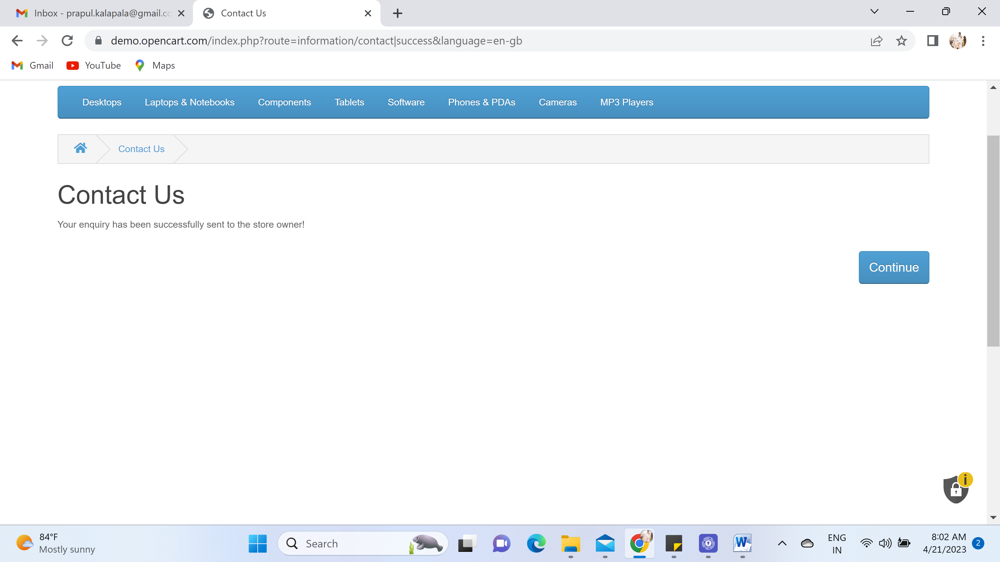 Inbox - prapul.kalapala@gmail.co
Contact Us
demo.opencart.com/index.php?route=information/contact|success&language=en-gb
Gmail YouTube Maps
Desktops Laptops & Notebooks Components Tablets Software Phones & PDAs Cameras MP3 Players
Contact Us
Contact Us
Your enquiry has been successfully sent to the store owner!
Continue
i
84°F
Mostly sunny
Search
W
ENG
IN
8:02 AM
4/21/2023
2